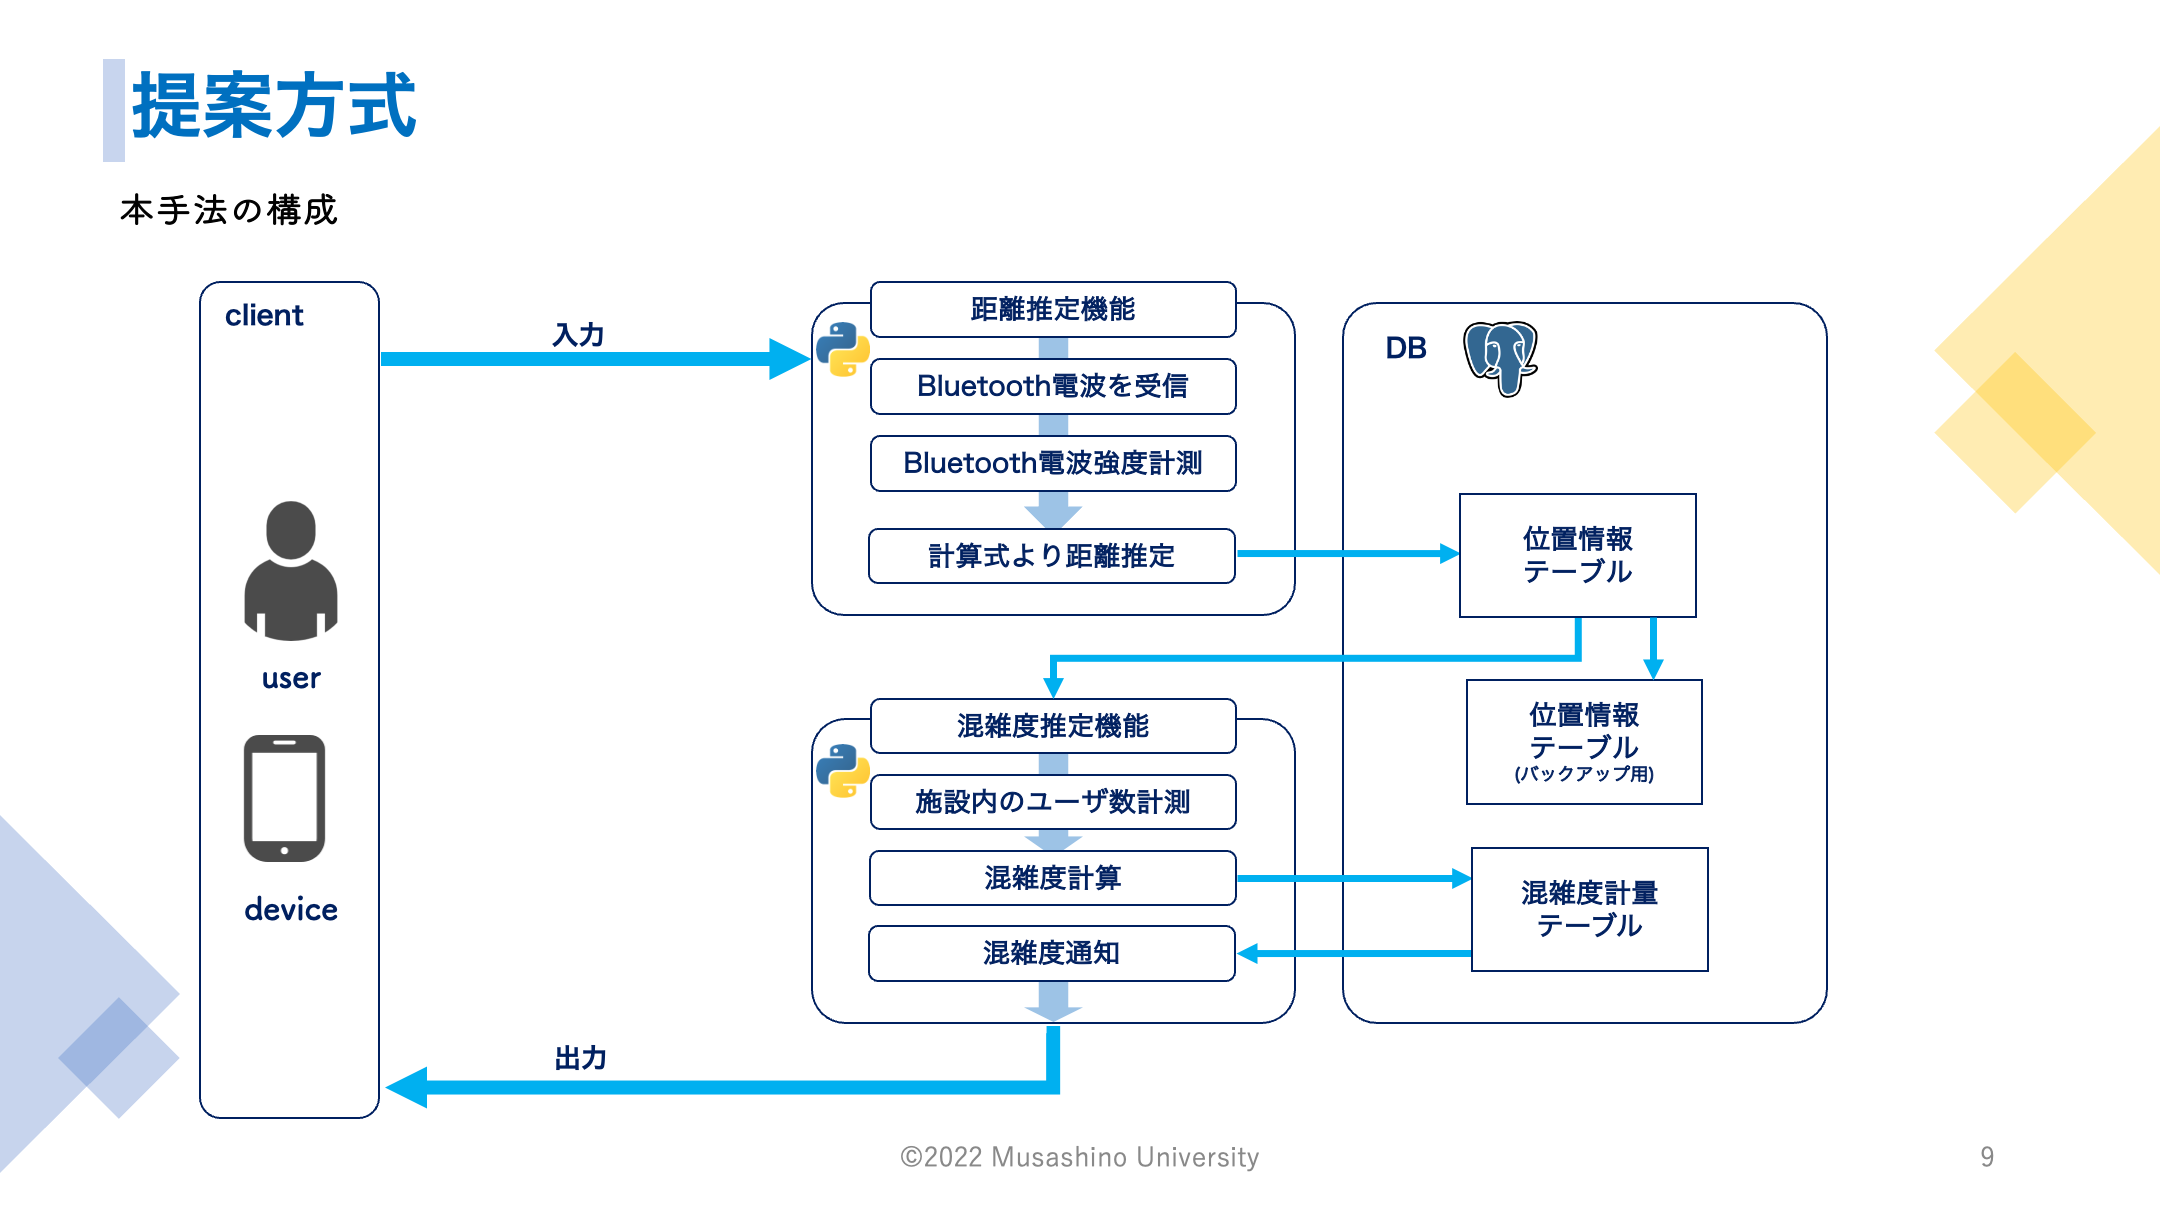 提案方式
本手法の構成
client
user
device
入力
距離推定機能
Bluetooth電波を受信
Bluetooth電波強度計測
計算式より距離推定
混雑度推定機能
施設内のユーザ数計測
混雑度計算
混雑度通知
出力
DB
位置情報
テーブル
位置情報
テーブル
(バックアップ用)
混雑度計量
テーブル
©2022 Musashino University
9